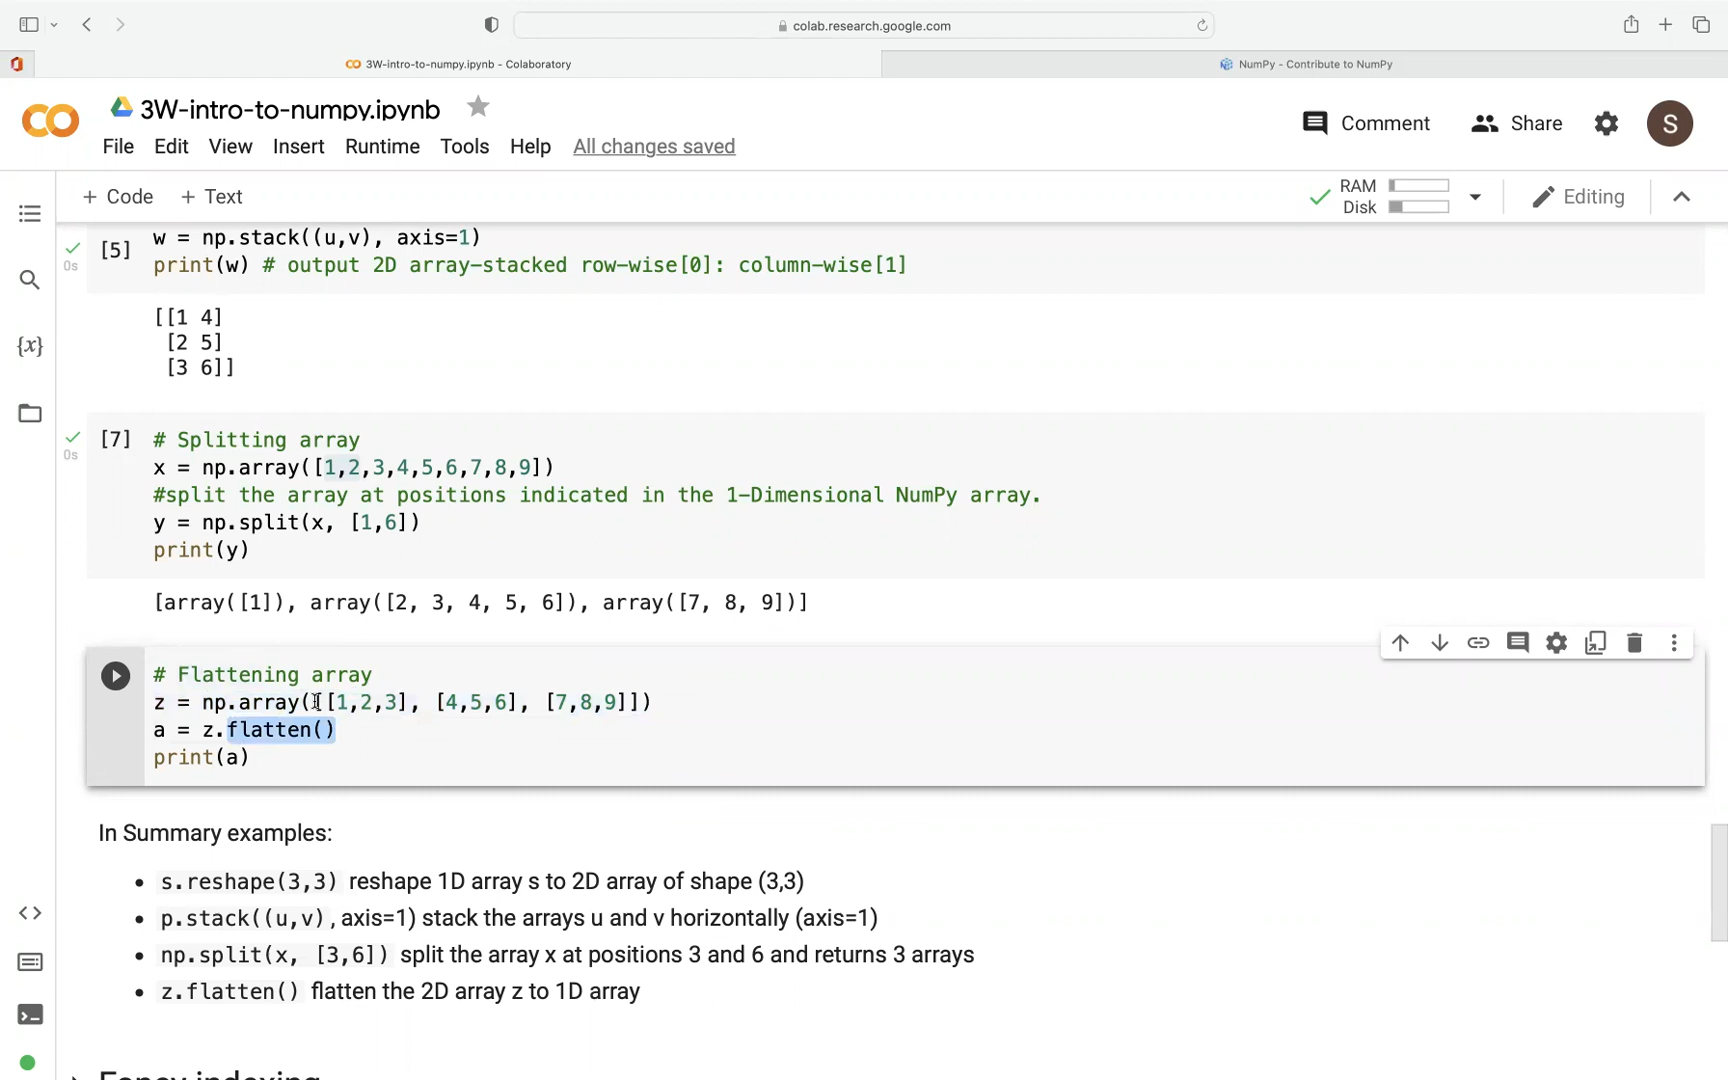 colab.research.google.com
3W-intro-to-numpy.ipynb - Colaboratory
NumPy - Contribute to NumPy
3W-intro-to-numpy.ipynb
Comment
Share
S
File Edit View Insert Runtime Tools Help All changes saved
+ Code + Text
RAM
Disk
Editing
[5]
0s
w = np.stack((u,v), axis=1)
print(w) # output 2D array-stacked row-wise[0]: column-wise[1]
[[1 4]
[2 5]
[3 6]]
[7]
0s
# Splitting array
x = np.array([1,2,3,4,5,6,7,8,9])
#split the array at positions indicated in the 1-Dimensional NumPy array.
y = np.split(x, [1,6])
print(y)
[array([1]), array([2, 3, 4, 5, 6]), array([7, 8, 9])]
# Flattening array
z = np.array([[1,2,3], [4,5,6], [7,8,9]])
a = z.flatten()
print(a)
In Summary examples:
• s.reshape(3,3) reshape 1D array s to 2D array of shape (3,3)
• p.stack((u,v), axis=1) stack the arrays u and v horizontally (axis=1)
• np.split(x, [3,6]) split the array x at positions 3 and 6 and returns 3 arrays
• z.flatten() flatten the 2D array z to 1D array
Fancy indexing